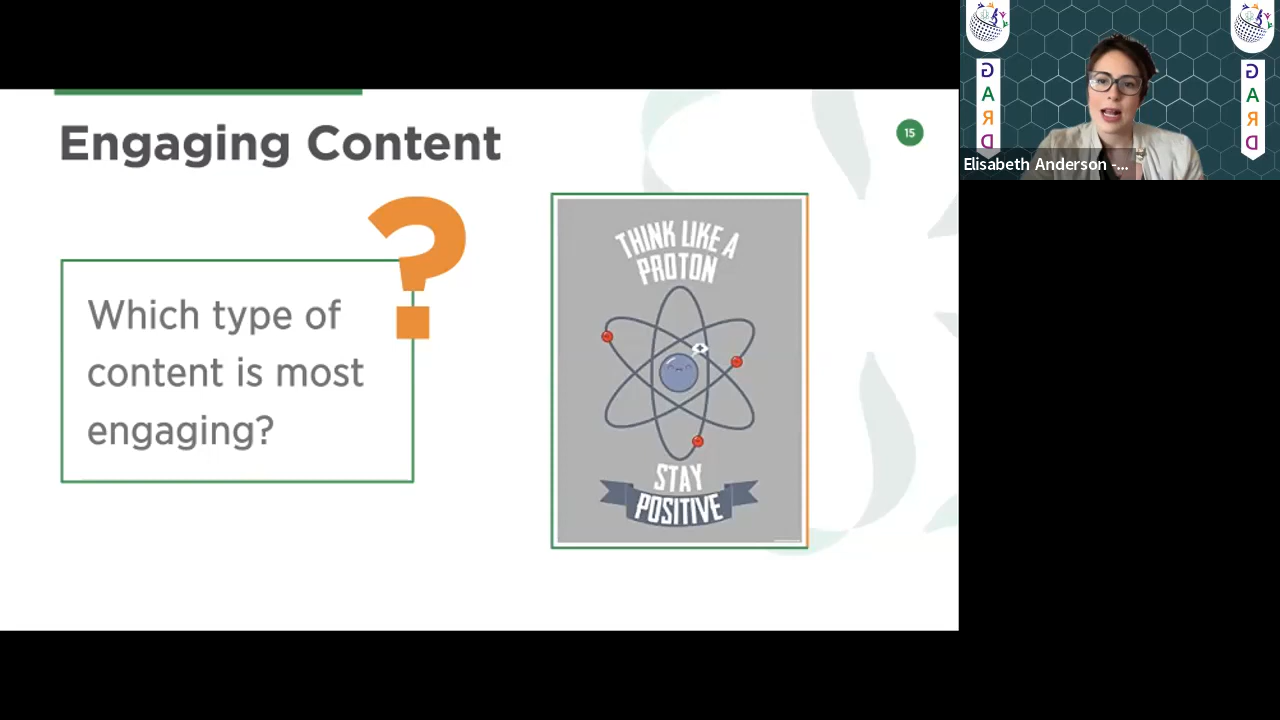 Engaging Content
15
?
Which type of
content is most
engaging?
THINK LIKE A
PROTON
STAY
POSITIVE
G
A
R
D
G
A
R
D
Elisabeth Anderson -...